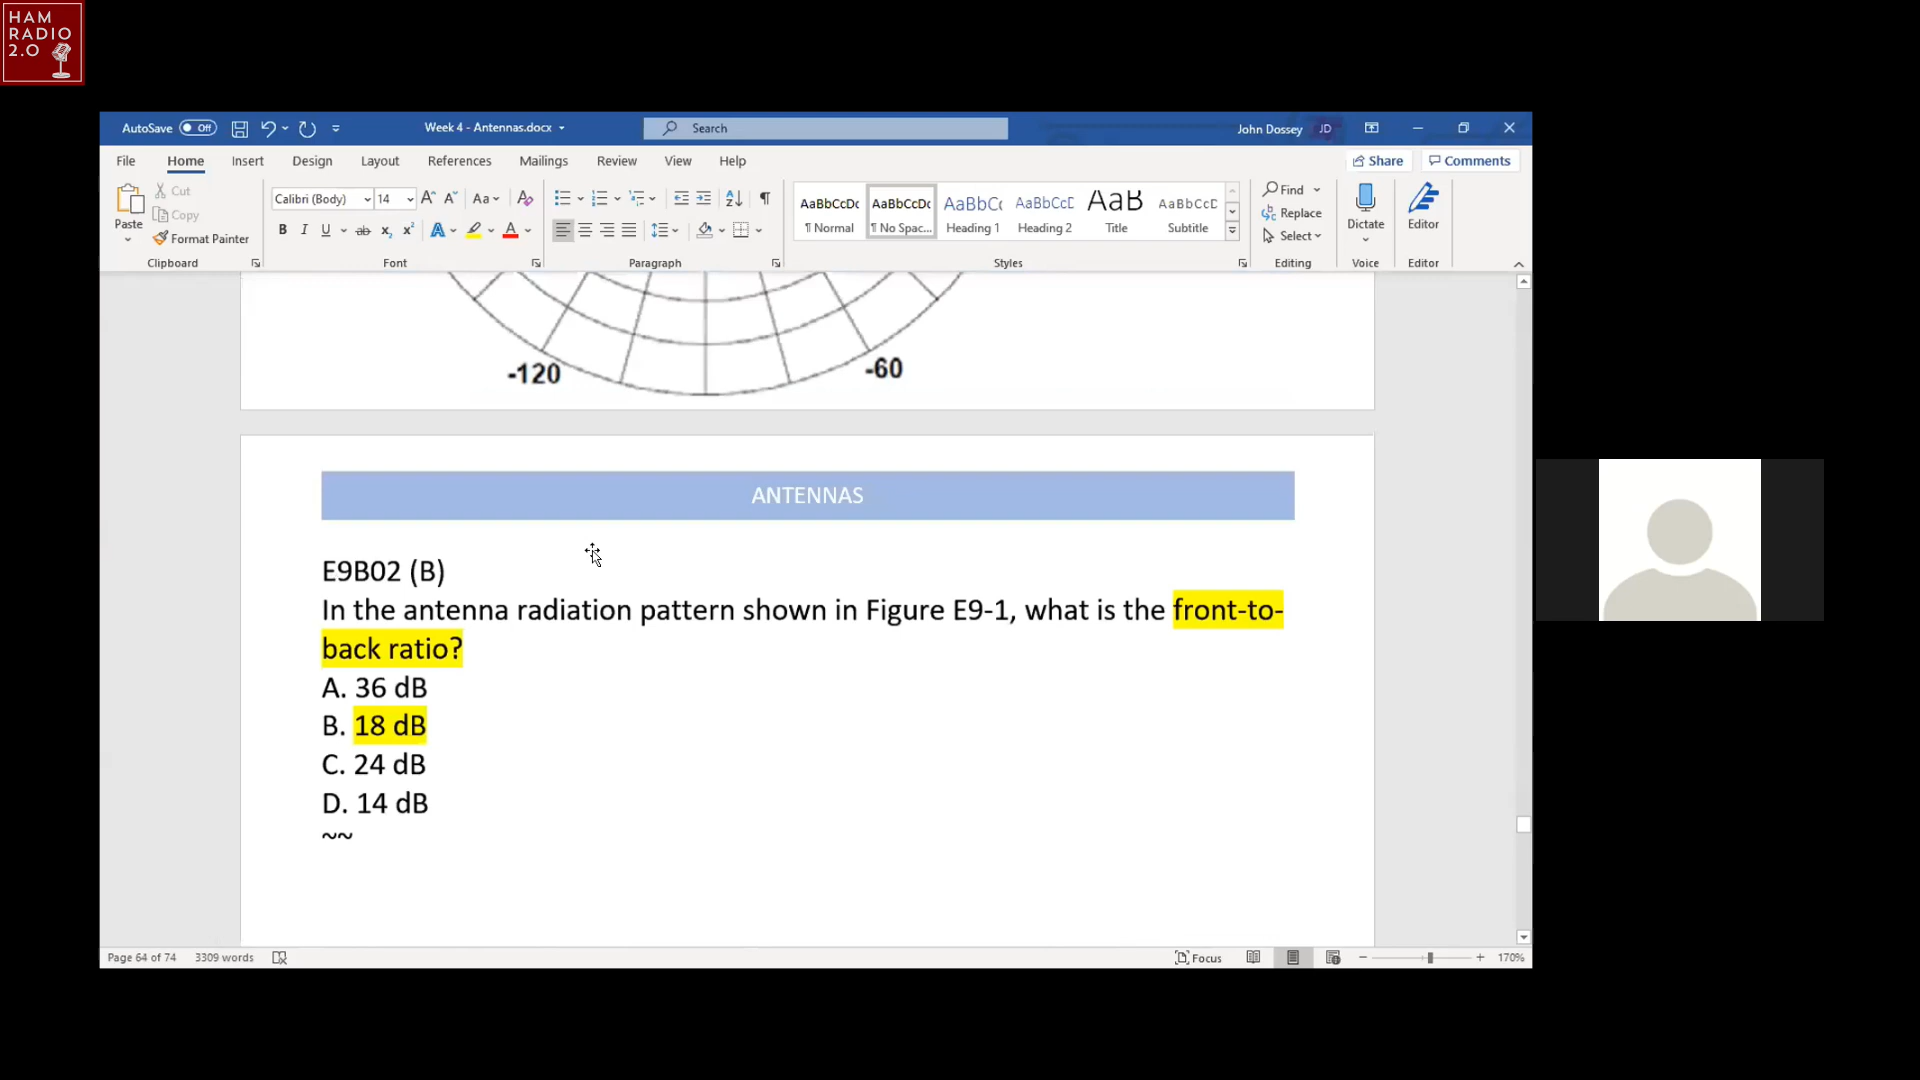 HAM
RADIO
2.0
AutoSave Off
Week 4 - Antennas.docx
Search
John Dossey JD
File Home Insert Design Layout References Mailings Review View Help
Share Comments
Paste
Cut
Copy
Format Painter
Clipboard
Calibri (Body) 14
Font
Paragraph
AaBbCcDc AaBbCcDc AaBbCc AaBbCcD AaB AaBbCcD
¶ Normal ¶ No Spac... Heading 1 Heading 2 Title Subtitle
Styles
Find
Replace
Select
Editing
Dictate
Voice
Editor
Editor
-120 -60
ANTENNAS
E9B02 (B)
In the antenna radiation pattern shown in Figure E9-1, what is the front-to-
back ratio?
A. 36 dB
B. 18 dB
C. 24 dB
D. 14 dB
~~
Page 64 of 74 3309 words
Focus
170%